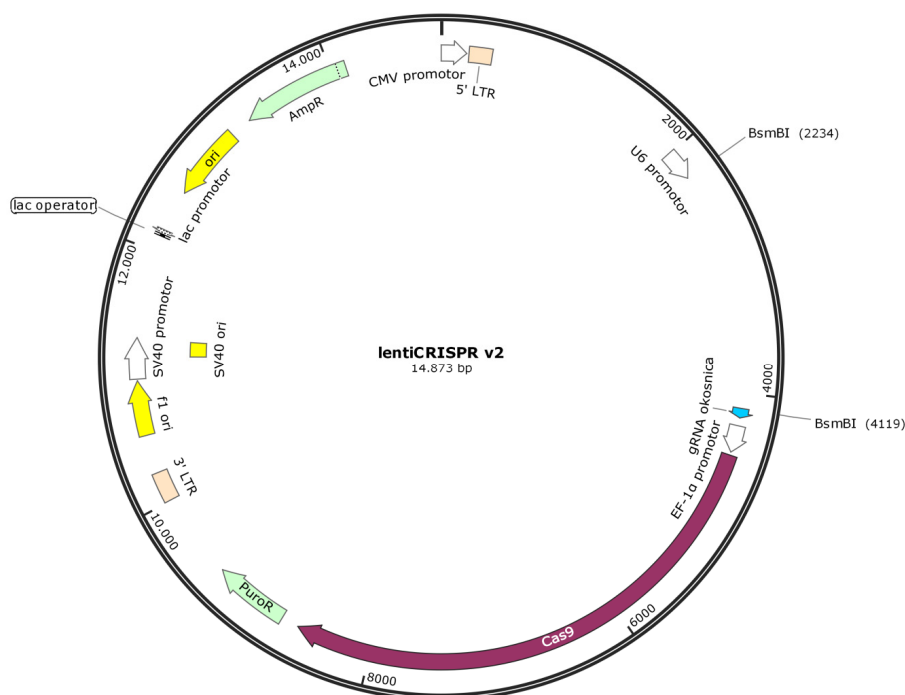 14.000
CMV promotor
5' LTR
AmpR
2000
BsmBI (2234)
U6 promotor
ori
lac promotor
lac operator
12.000
SV40 promotor
SV40 ori
lentiCRISPR v2
14.873 bp
4000
gRNA okosnica
BsmBI (4119)
EF-1α promotor
f1 ori
3' LTR
10.000
PuroR
Cas9
6000
8000